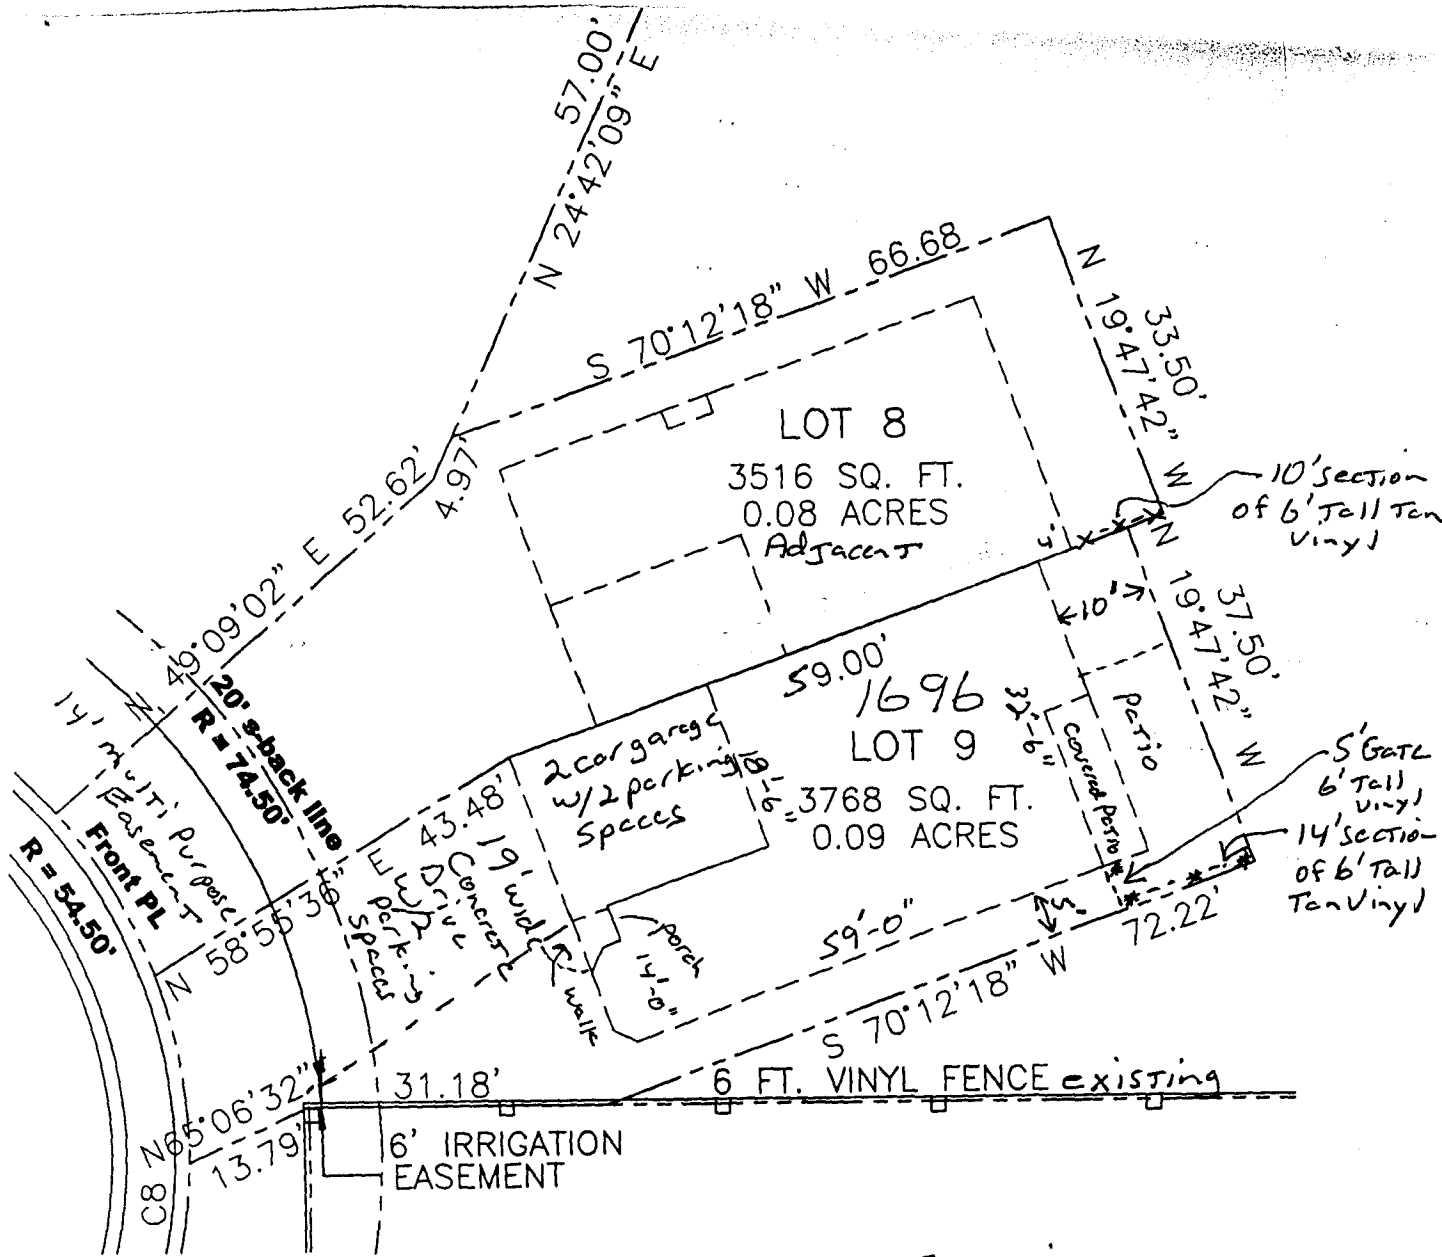 57.00'
N 24°42'09" E
S 70°12'18" W 66.68
N 19°47'42" W
33.50'
LOT 8
3516 SQ. FT.
0.08 ACRES
Adjacent
10' section
of 6' Tall Tan
Vinyl
4.97'
49°09'02" E 52.62'
N
20' s-back line
R = 74.50'
14' multi purpose
Easement
Front PL
R = 54.50'
59.00'
1696
LOT 9
3768 SQ. FT.
0.09 ACRES
2 car garage
w/2 parking
spaces
18'-6"
32'-6"
10'
Patio
covered Patio
N 19°47'42" W
37.50'
5' Gate
6' Tall
Vinyl
14' section
of 6' Tall
Tan Vinyl
43.48'
N 58°55'36" E
19' wide
Concrete
Drive
w/2
parking
spaces
walk
porch
14'-0"
59'-0"
5'
72.22'
S 70°12'18" W
6 FT. VINYL FENCE existing
31.18'
N65°06'32"
13.79'
6' IRRIGATION
EASEMENT
C8